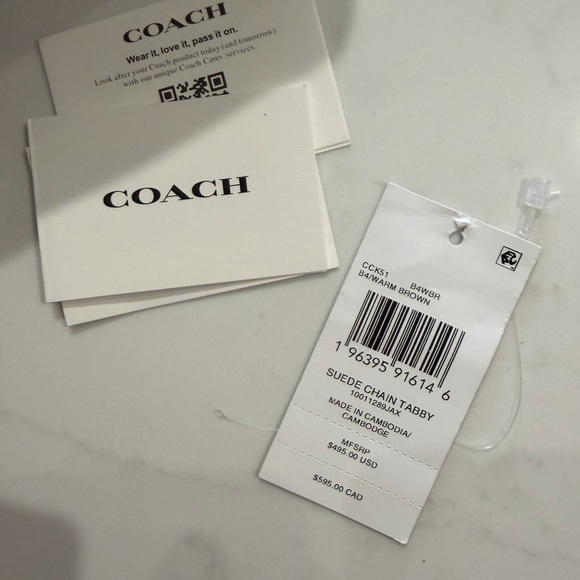 COACH
Wear it, love it, pass it on.
Look after your Coach product today (and tomorrow)
with our unique Coach Cares services.
COACH
CCK51 B4WBR
B4/WARM BROWN
1 96395 91614 6
SUEDE CHAIN TABBY
10011289JAX
MADE IN CAMBODIA/
CAMBODGE
MFSRP
$495.00 USD
$595.00 CAD